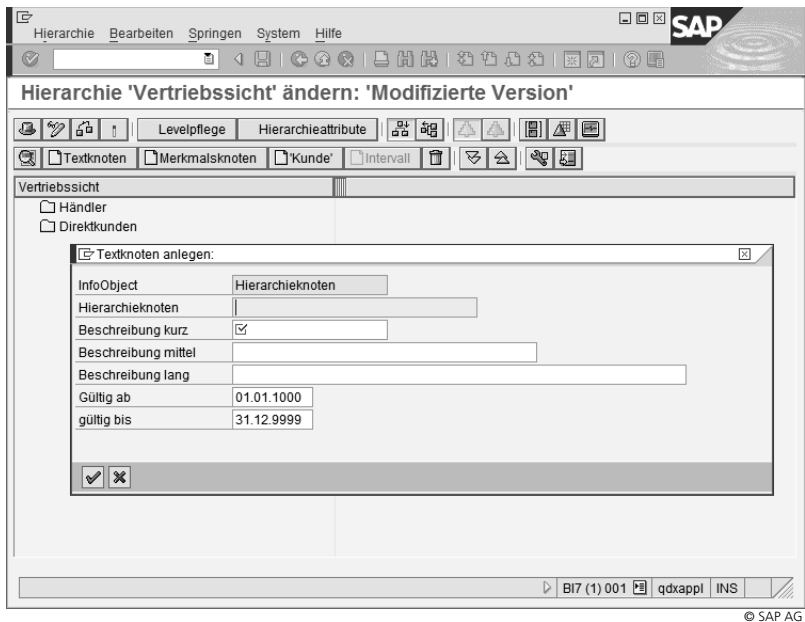 Hierarchie Bearbeiten Springen System Hilfe
SAP
Hierarchie 'Vertriebssicht' ändern: 'Modifizierte Version'
Levelpflege Hierarchieattribute
Textknoten Merkmalsknoten 'Kunde' Intervall
Vertriebssicht
Händler
Direktkunden
Textknoten anlegen:
InfoObject Hierarchieknoten
Hierarchieknoten
Beschreibung kurz
Beschreibung mittel
Beschreibung lang
Gültig ab 01.01.1000
gültig bis 31.12.9999
BI7 (1) 001 qdxappl INS
© SAP AG